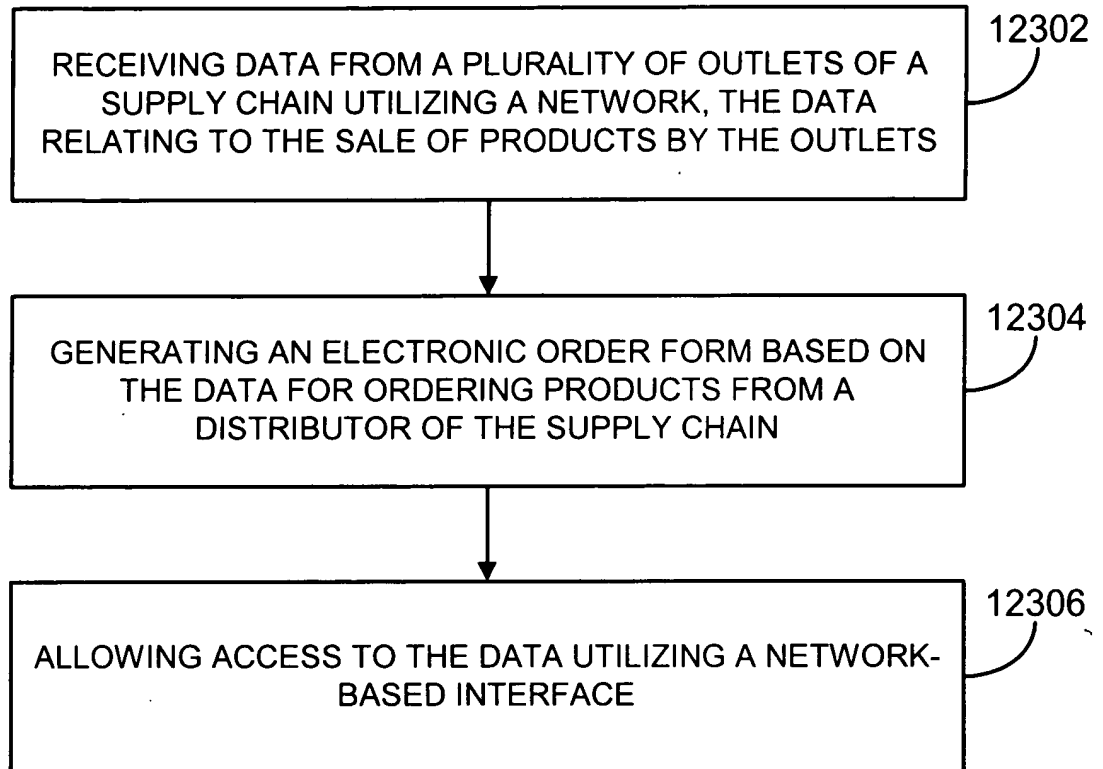 12302
RECEIVING DATA FROM A PLURALITY OF OUTLETS OF A
SUPPLY CHAIN UTILIZING A NETWORK, THE DATA
RELATING TO THE SALE OF PRODUCTS BY THE OUTLETS
12304
GENERATING AN ELECTRONIC ORDER FORM BASED ON
THE DATA FOR ORDERING PRODUCTS FROM A
DISTRIBUTOR OF THE SUPPLY CHAIN
12306
ALLOWING ACCESS TO THE DATA UTILIZING A NETWORK-
BASED INTERFACE